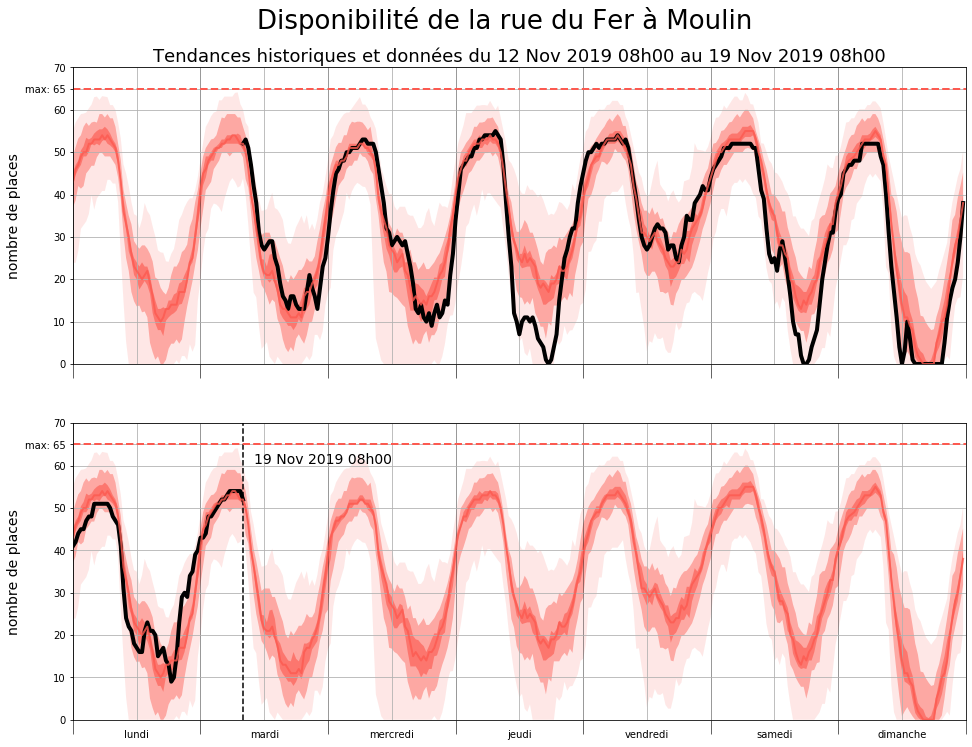 Disponibilité de la rue du Fer à Moulin
Tendances historiques et données du 12 Nov 2019 08h00 au 19 Nov 2019 08h00
70
max: 65
60
50
40
30
20
10
0
nombre de places
70
max: 65
60
50
40
30
20
10
0
nombre de places
19 Nov 2019 08h00
lundi mardi mercredi jeudi vendredi samedi dimanche